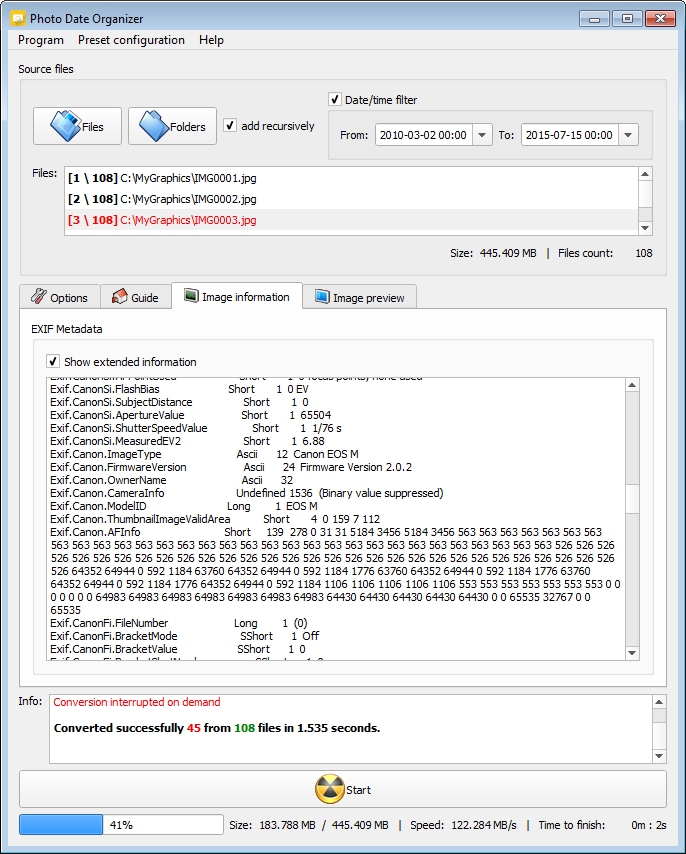 Photo Date Organizer
Program Preset configuration Help
Source files
Files
Folders
add recursively
Date/time filter
From: 2010-03-02 00:00 To: 2015-07-15 00:00
Files:
[1 \ 108] C:\MyGraphics\IMG0001.jpg
[2 \ 108] C:\MyGraphics\IMG0002.jpg
[3 \ 108] C:\MyGraphics\IMG0003.jpg
Size: 445.409 MB | Files count: 108
Options Guide Image information Image preview
EXIF Metadata
Show extended information
Exif.CanonSi.FlashBias Short 1 0 EV
Exif.CanonSi.SubjectDistance Short 1 0
Exif.CanonSi.ApertureValue Short 1 65504
Exif.CanonSi.ShutterSpeedValue Short 1 1/76 s
Exif.CanonSi.MeasuredEV2 Short 1 6.88
Exif.Canon.ImageType Ascii 12 Canon EOS M
Exif.Canon.FirmwareVersion Ascii 24 Firmware Version 2.0.2
Exif.Canon.OwnerName Ascii 32
Exif.Canon.CameraInfo Undefined 1536 (Binary value suppressed)
Exif.Canon.ModelID Long 1 EOS M
Exif.Canon.ThumbnailImageValidArea Short 4 0 159 7 112
Exif.Canon.AFInfo Short 139 278 0 31 31 5184 3456 5184 3456 563 563 563 563 563 563 563
563 563 563 563 563 563 563 563 563 563 563 563 563 563 563 563 563 563 563 526 526 526
526 526 526 526 526 526 526 526 526 526 526 526 526 526 526 526 526 526 526 526 526 526
526 64352 64944 0 592 1184 63760 64352 64944 0 592 1184 1776 63760 64352 64944 0 592 1184 1776 63760
64352 64944 0 592 1184 1776 64352 64944 0 592 1184 1106 1106 1106 1106 1106 553 553 553 553 553 553 553 0 0
0 0 0 0 0 64983 64983 64983 64983 64983 64983 64983 64430 64430 64430 64430 64430 0 0 65535 32767 0 0
65535
Exif.CanonFi.FileNumber Long 1 (0)
Exif.CanonFi.BracketMode SShort 1 Off
Exif.CanonFi.BracketValue SShort 1 0
Info:
Conversion interrupted on demand
Converted successfully 45 from 108 files in 1.535 seconds.
Start
41% Size: 183.788 MB / 445.409 MB | Speed: 122.284 MB/s | Time to finish: 0m : 2s